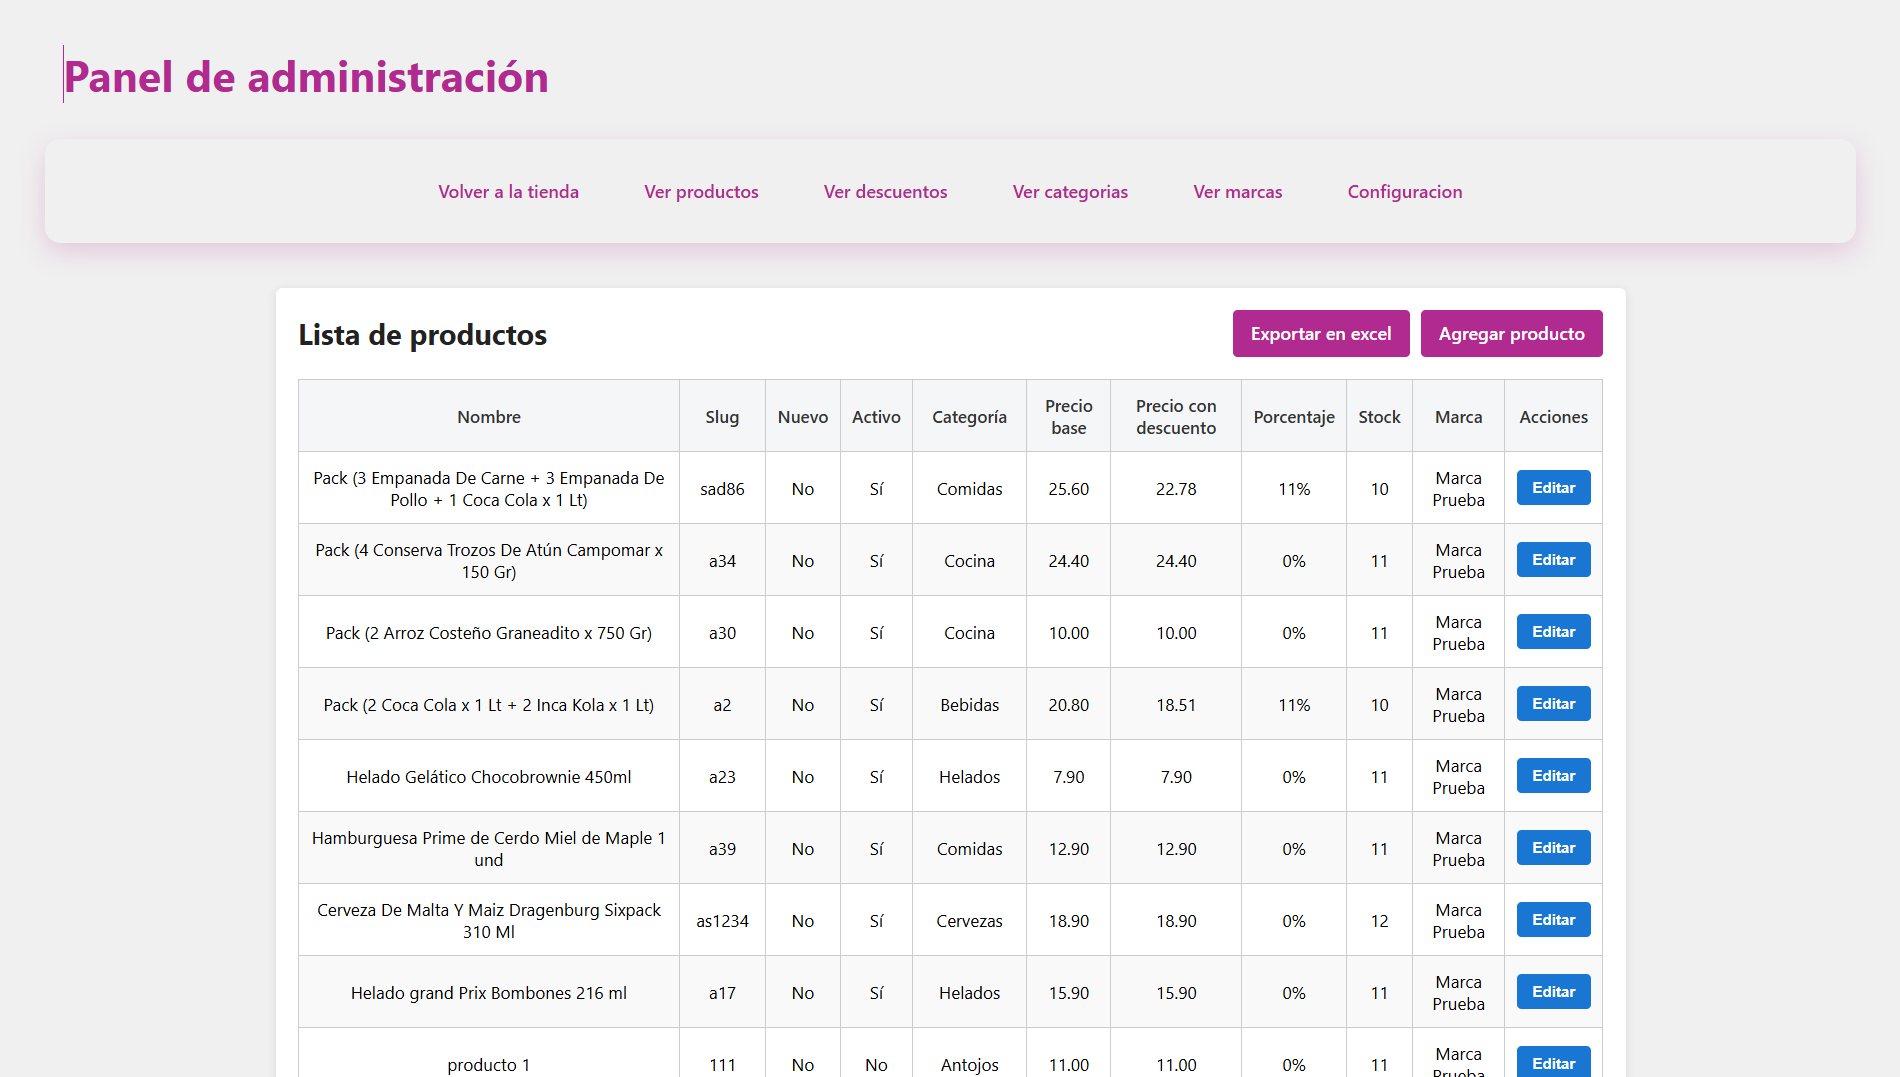 Panel de administración
Volver a la tienda Ver productos Ver descuentos Ver categorias Ver marcas Configuracion
Lista de productos
Exportar en excel Agregar producto
Nombre Slug Nuevo Activo Categoría Precio base Precio con descuento Porcentaje Stock Marca Acciones
Pack (3 Empanada De Carne + 3 Empanada De Pollo + 1 Coca Cola x 1 Lt) sad86 No Sí Comidas 25.60 22.78 11% 10 Marca Prueba Editar
Pack (4 Conserva Trozos De Atún Campomar x 150 Gr) a34 No Sí Cocina 24.40 24.40 0% 11 Marca Prueba Editar
Pack (2 Arroz Costeño Graneadito x 750 Gr) a30 No Sí Cocina 10.00 10.00 0% 11 Marca Prueba Editar
Pack (2 Coca Cola x 1 Lt + 2 Inca Kola x 1 Lt) a2 No Sí Bebidas 20.80 18.51 11% 10 Marca Prueba Editar
Helado Gelático Chocobrownie 450ml a23 No Sí Helados 7.90 7.90 0% 11 Marca Prueba Editar
Hamburguesa Prime de Cerdo Miel de Maple 1 und a39 No Sí Comidas 12.90 12.90 0% 11 Marca Prueba Editar
Cerveza De Malta Y Maiz Dragenburg Sixpack 310 Ml as1234 No Sí Cervezas 18.90 18.90 0% 12 Marca Prueba Editar
Helado grand Prix Bombones 216 ml a17 No Sí Helados 15.90 15.90 0% 11 Marca Prueba Editar
producto 1 111 No No Antojos 11.00 11.00 0% 11 Marca Prueba Editar